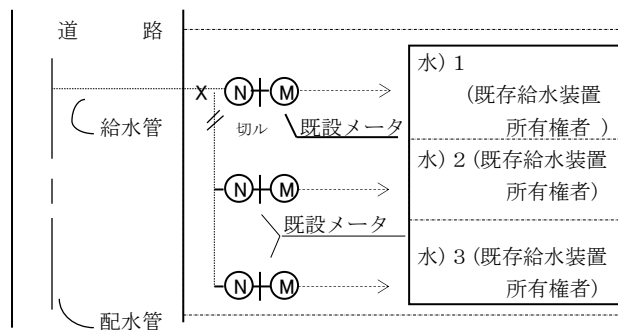 道　路
水) 1
X N M
(既存給水装置
所有権者 )
給水管
切ル
既設メータ
水) 2 (既存給水装置
所有権者)
N M
既設メータ
水) 3 (既存給水装置
所有権者)
N M
配水管